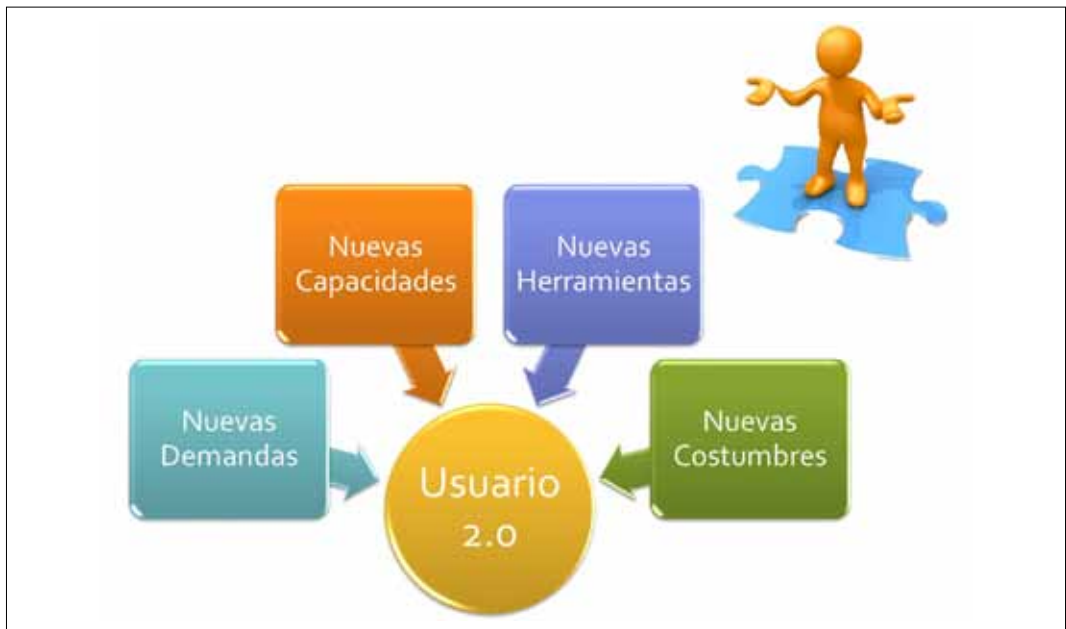 Nuevas
Capacidades
Nuevas
Herramientas
Nuevas
Demandas
Nuevas
Costumbres
Usuario
2.0